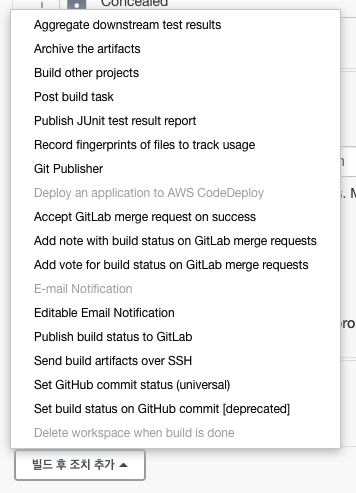 Concealed
Aggregate downstream test results
Archive the artifacts
Build other projects
Post build task
Publish JUnit test result report
Record fingerprints of files to track usage
Git Publisher
Deploy an application to AWS CodeDeploy
Accept GitLab merge request on success
Add note with build status on GitLab merge requests
Add vote for build status on GitLab merge requests
E-mail Notification
Editable Email Notification
Publish build status to GitLab
Send build artifacts over SSH
Set GitHub commit status (universal)
Set build status on GitHub commit [deprecated]
Delete workspace when build is done
빌드 후 조치 추가